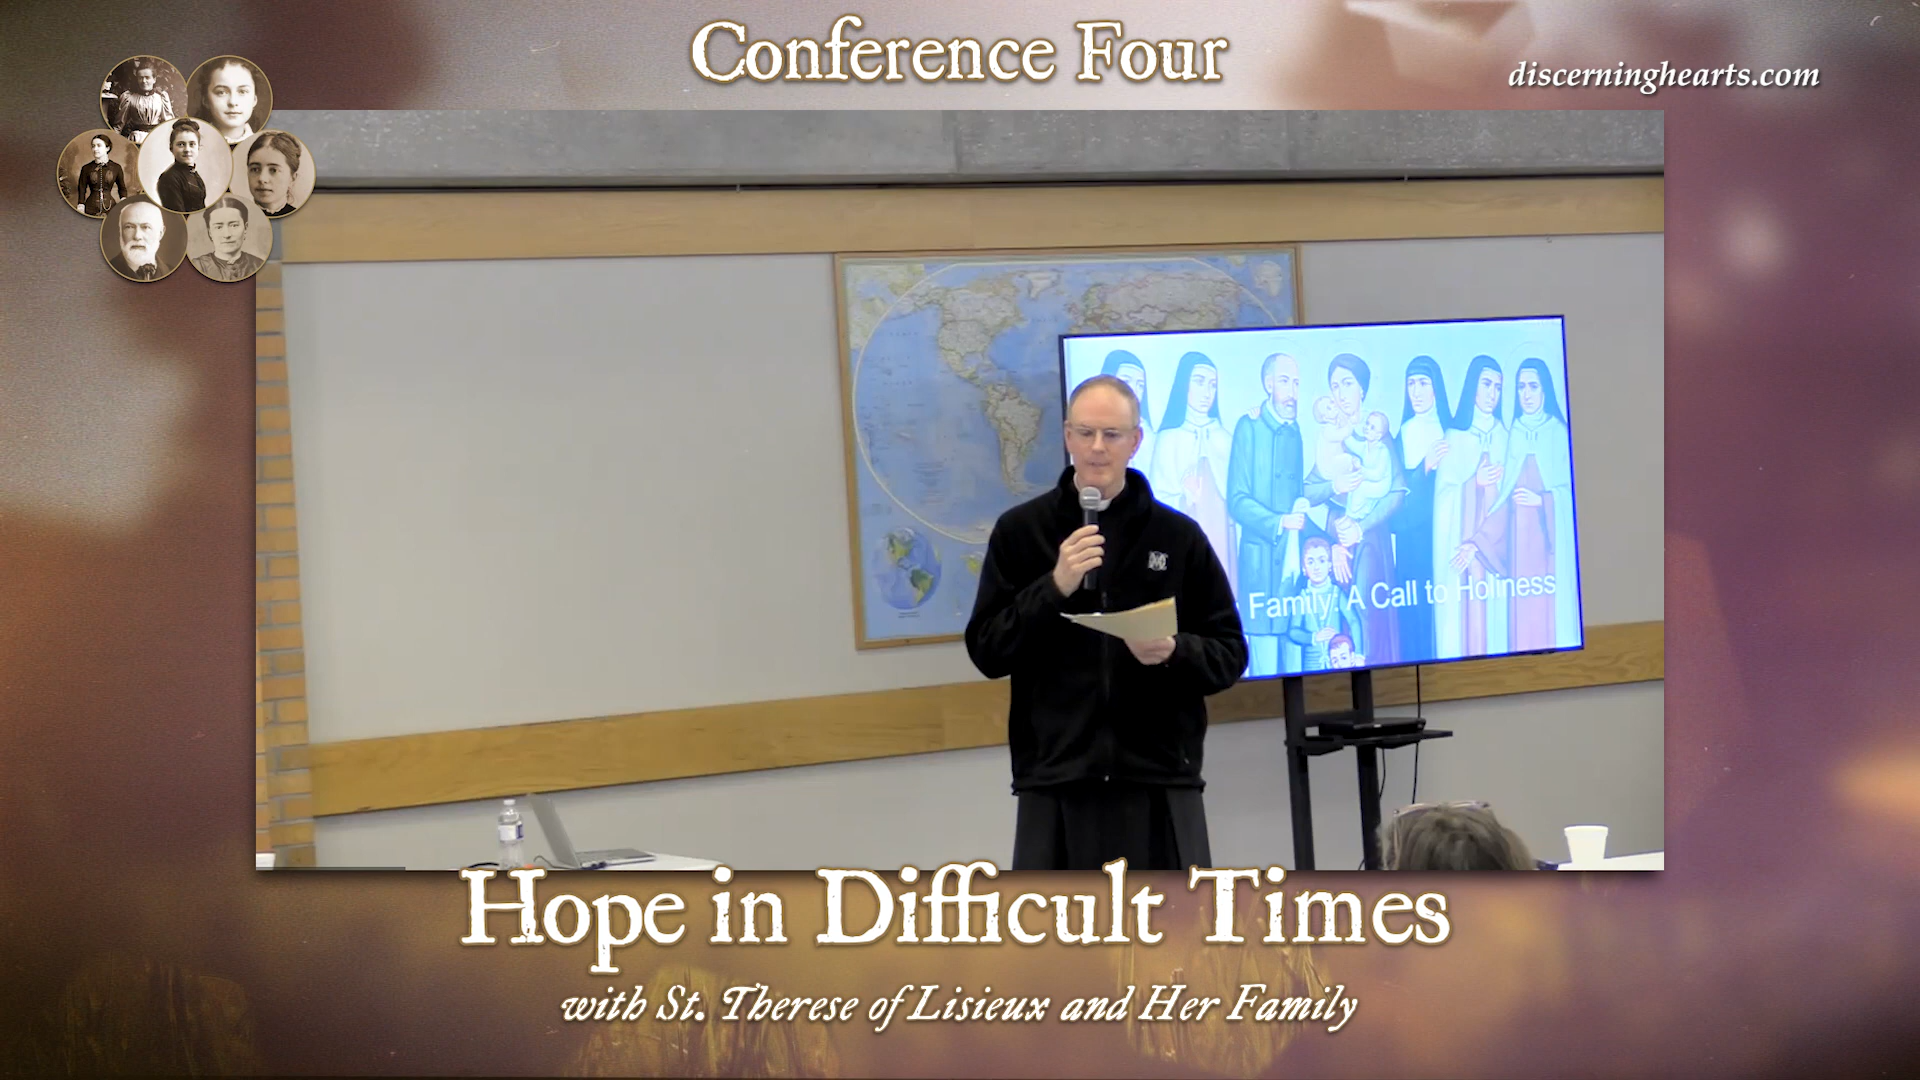 Conference Four
discerninghearts.com
Family: A Call to Holiness
Hope in Difficult Times
with St. Therese of Lisieux and Her Family